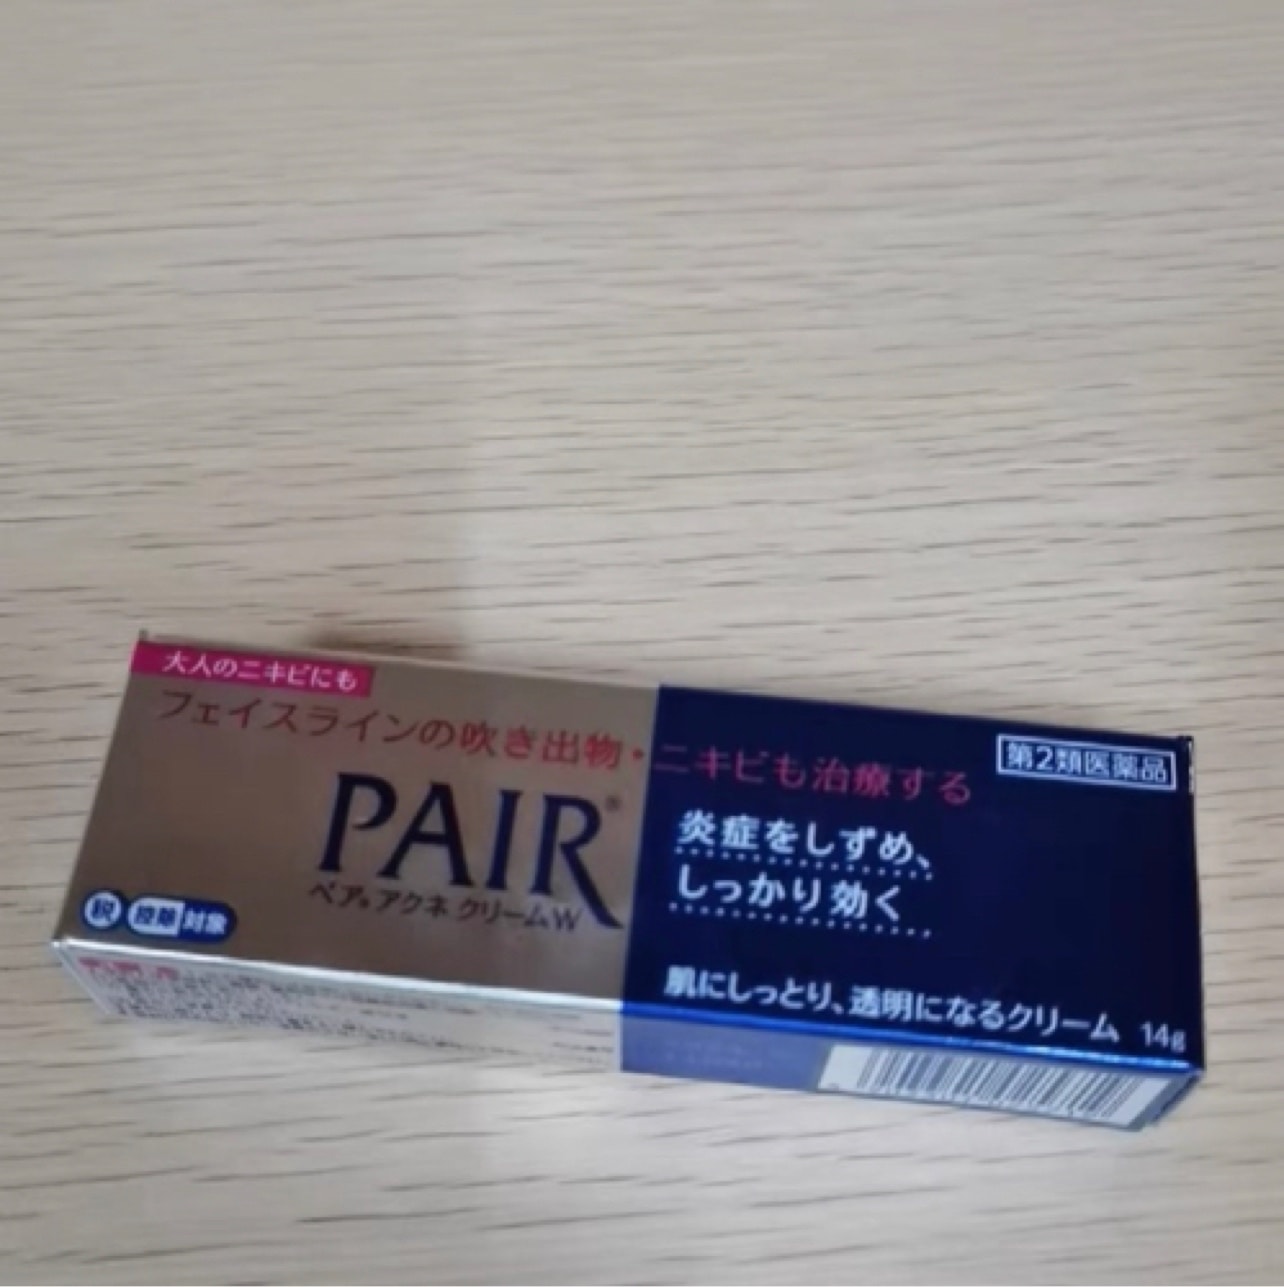 大人のニキビにも
フェイスラインの吹き出物・ニキビも治療する
第2類医薬品
PAIR®
ペア®アクネ クリームW
炎症をしずめ、
しっかり効く
税 控除 対象
肌にしっとり、透明になるクリーム 14g